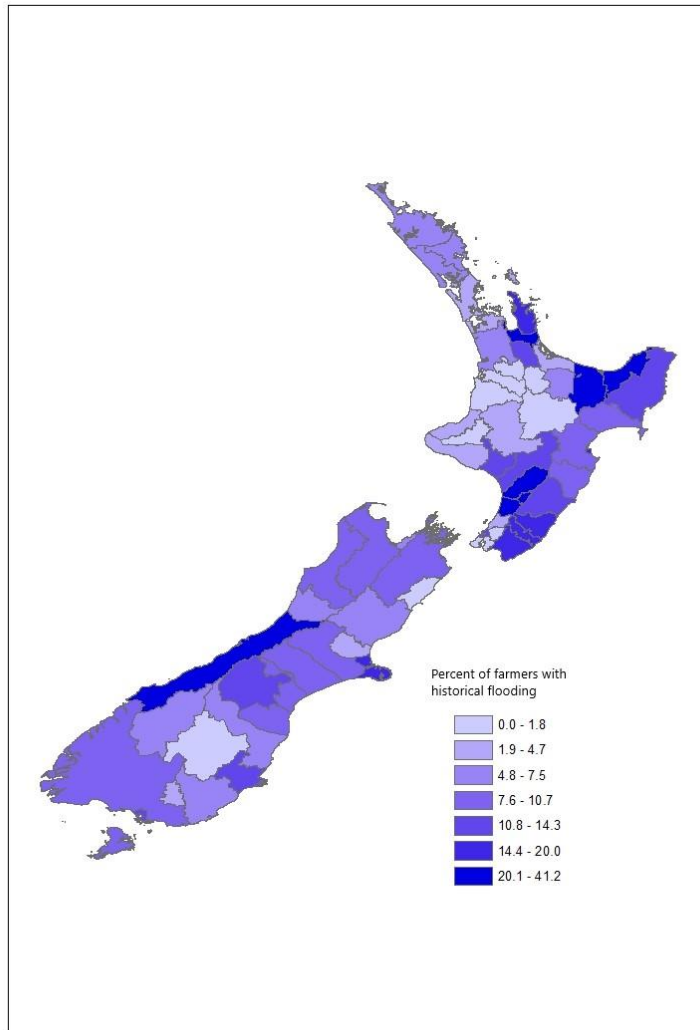 Percent of farmers with
historical flooding
0.0 - 1.8
1.9 - 4.7
4.8 - 7.5
7.6 - 10.7
10.8 - 14.3
14.4 - 20.0
20.1 - 41.2